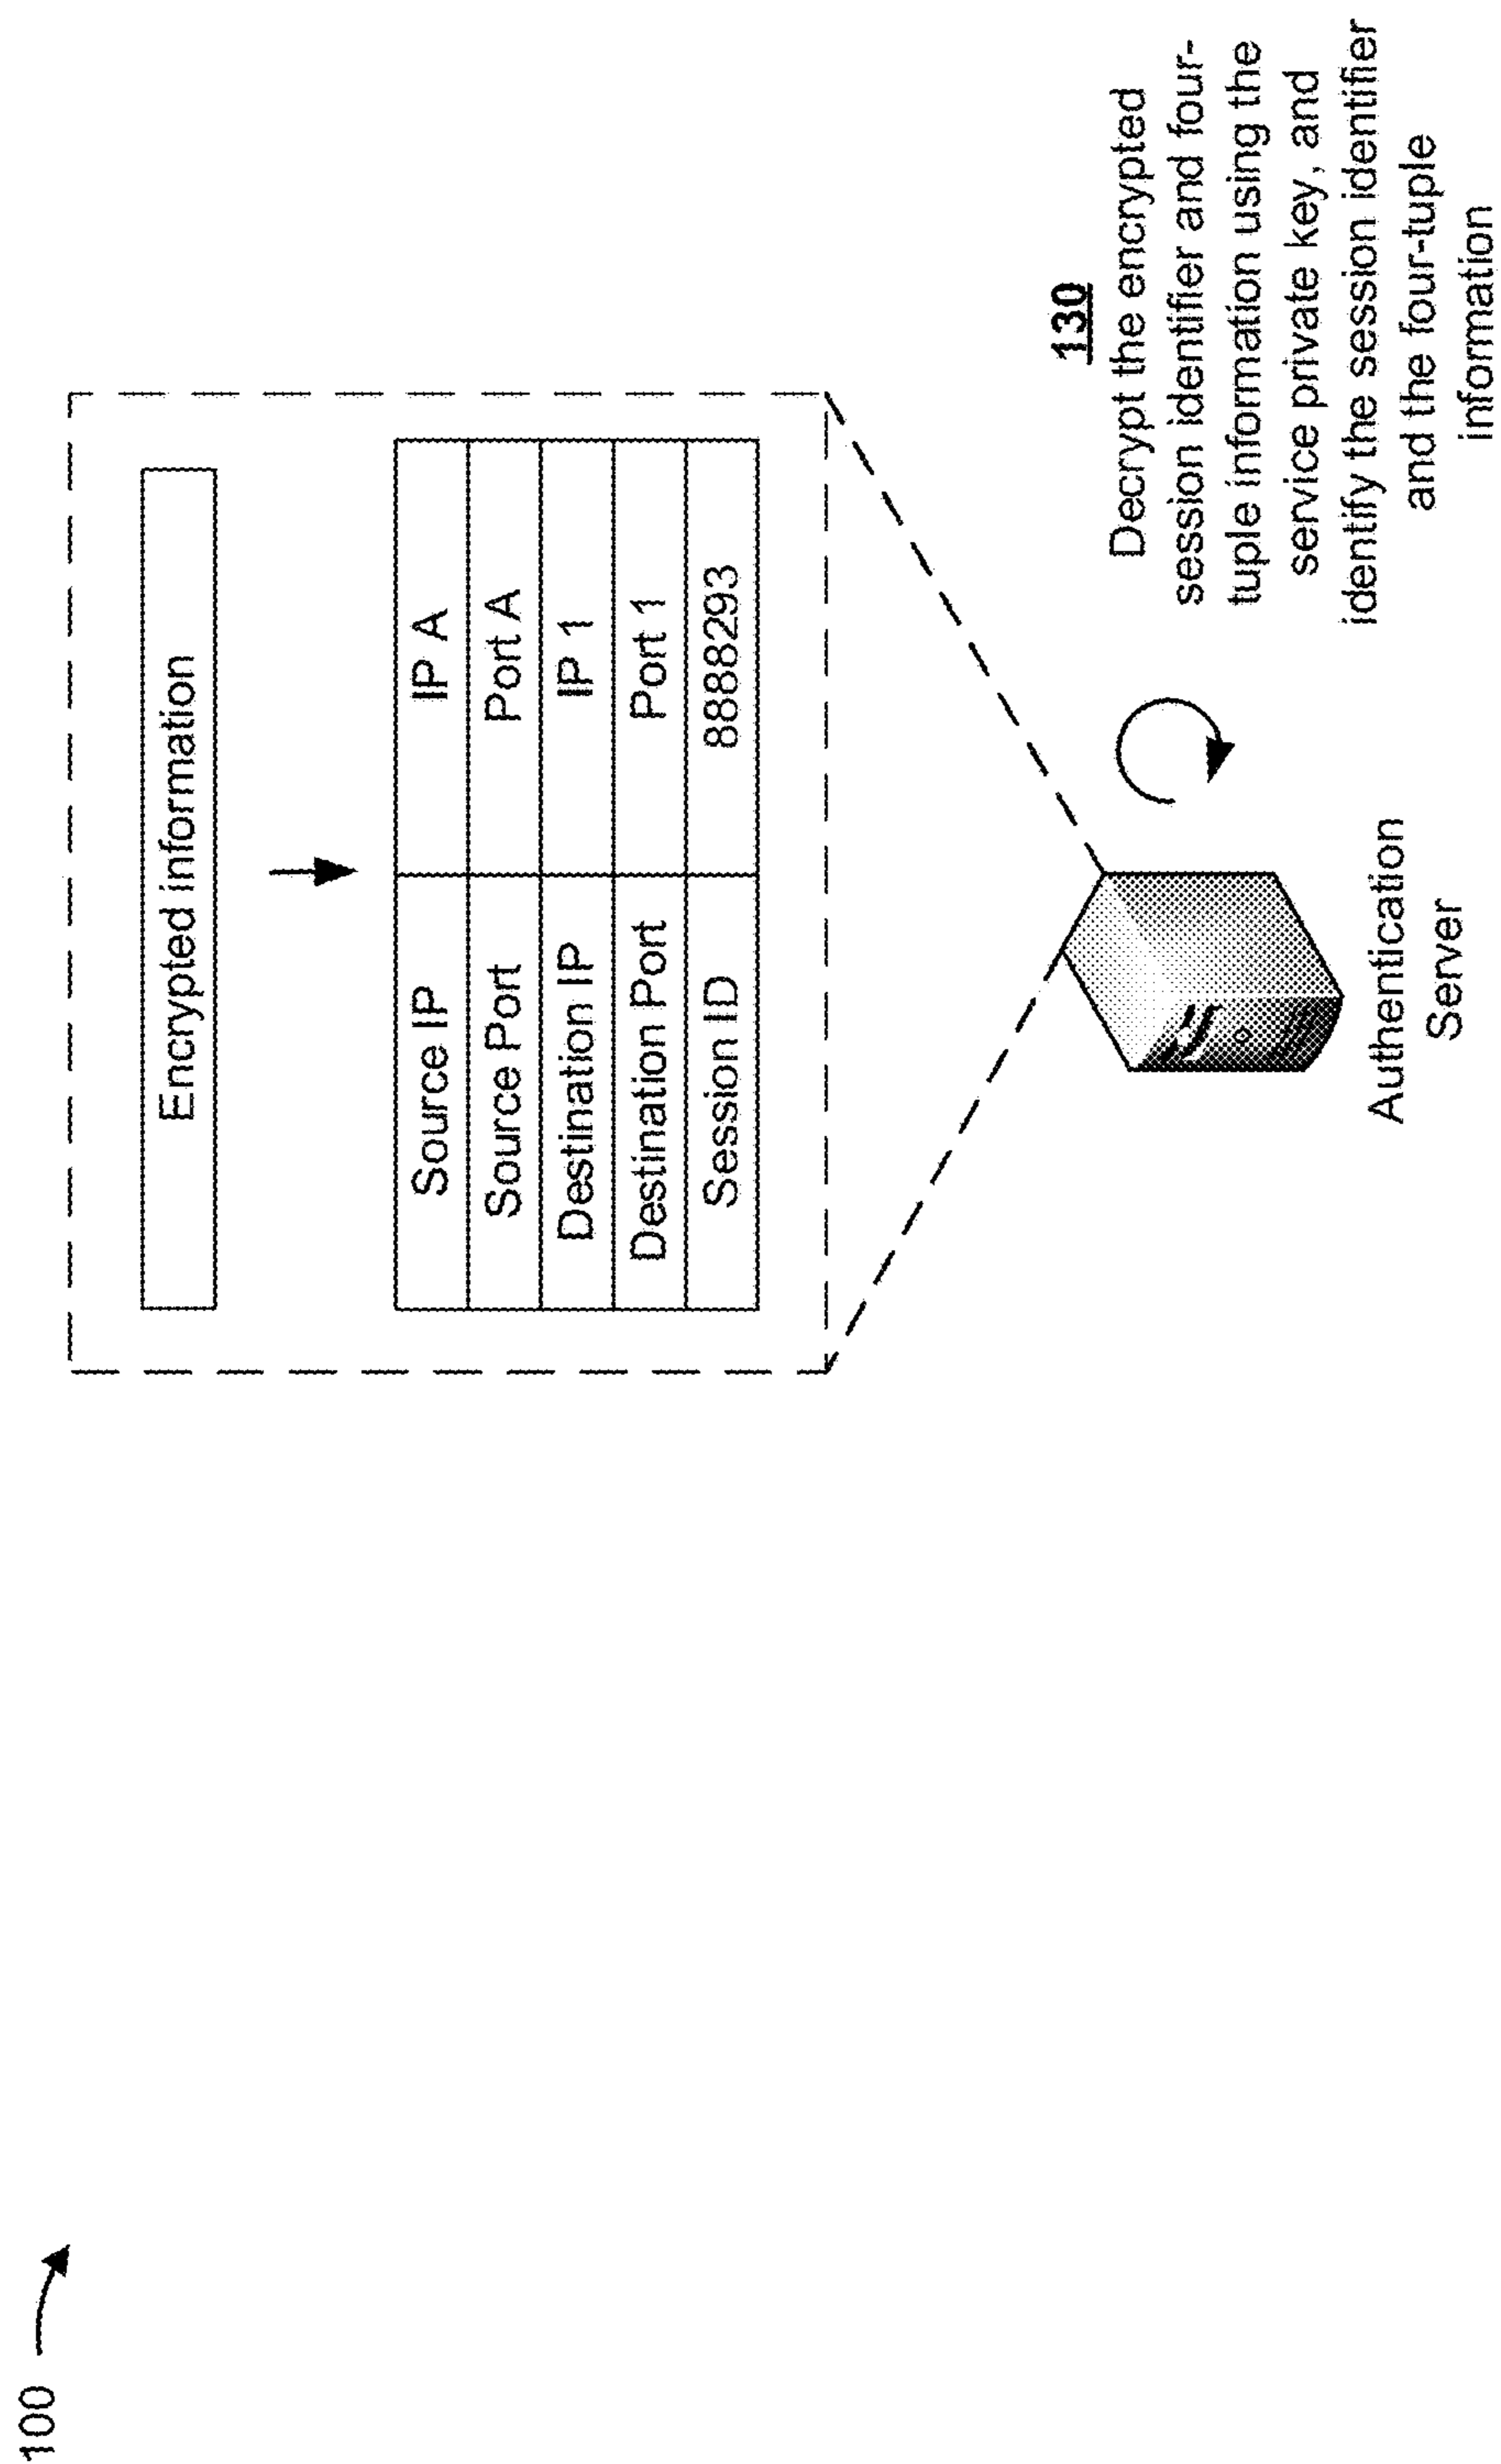 100
Encrypted information
Source IP IP A
Source Port Port A
Destination IP IP 1
Destination Port Port 1
Session ID 8888293
Authentication
Server
130
Decrypt the encrypted
session identifier and four-
tuple information using the
service private key, and
identify the session identifier
and the four-tuple
information